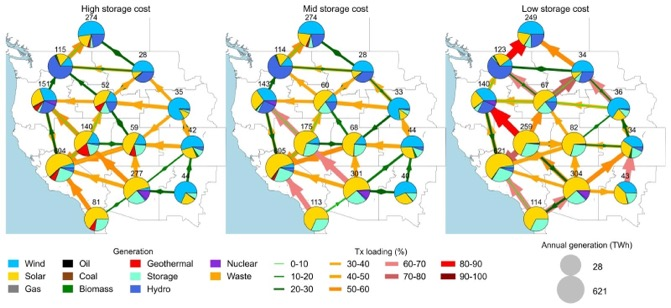 High storage cost
Mid storage cost
Low storage cost
274
115
28
151
52
35
140
59
42
277
44
81
274
114
28
143
60
33
175
68
44
301
113
249
123
34
140
67
36
259
82
34
621
304
43
114
Generation
Wind
Oil
Geothermal
Nuclear
Solar
Coal
Storage
Waste
Gas
Biomass
Hydro
Tx loading (%)
0-10
30-40
60-70
80-90
10-20
40-50
70-80
90-100
20-30
50-60
Annual generation (TWh)
28
621